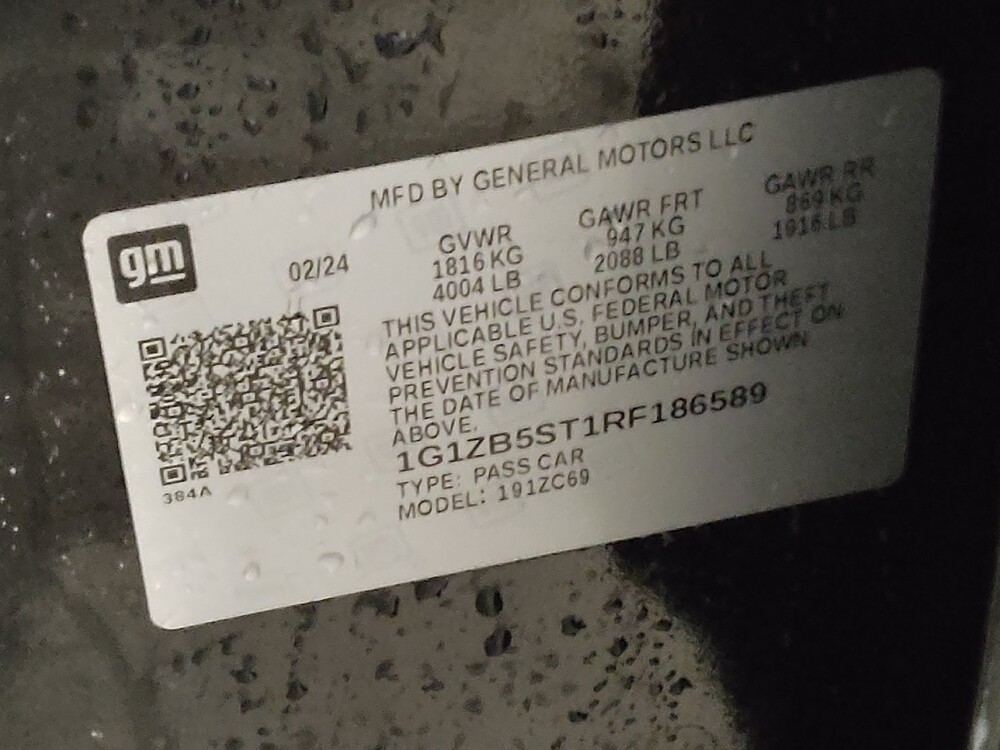 MFD BY GENERAL MOTORS LLC
gm
02/24
GVWR
1816 KG
4004 LB
GAWR FRT
947 KG
2088 LB
GAWR RR
869 KG
1916 LB
THIS VEHICLE CONFORMS TO ALL
APPLICABLE U.S. FEDERAL MOTOR
VEHICLE SAFETY, BUMPER, AND THEFT
PREVENTION STANDARDS IN EFFECT ON
THE DATE OF MANUFACTURE SHOWN
ABOVE.
1G1ZB5ST1RF186589
TYPE: PASS CAR
MODEL: 191ZC69
384A